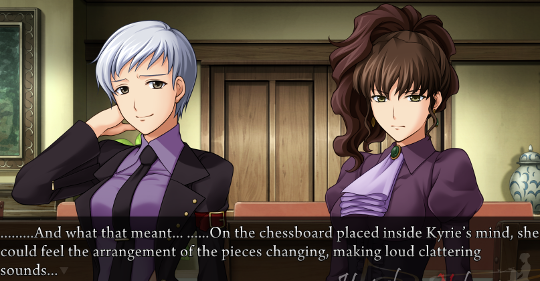 .........And what that meant... ......On the chessboard placed inside Kyrie's mind, she
could feel the arrangement of the pieces changing, making loud clattering
sounds...